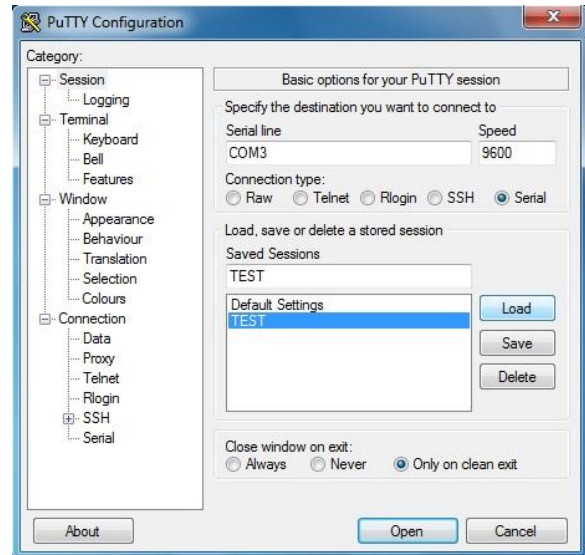 PuTTY Configuration
Category:
Session
Logging
Terminal
Keyboard
Bell
Features
Window
Appearance
Behaviour
Translation
Selection
Colours
Connection
Data
Proxy
Telnet
Rlogin
SSH
Serial
Basic options for your PuTTY session
Specify the destination you want to connect to
Serial line Speed
COM3 9600
Connection type:
Raw Telnet Rlogin SSH Serial
Load, save or delete a stored session
Saved Sessions
TEST
Default Settings
TEST
Load
Save
Delete
Close window on exit:
Always Never Only on clean exit
About Open Cancel